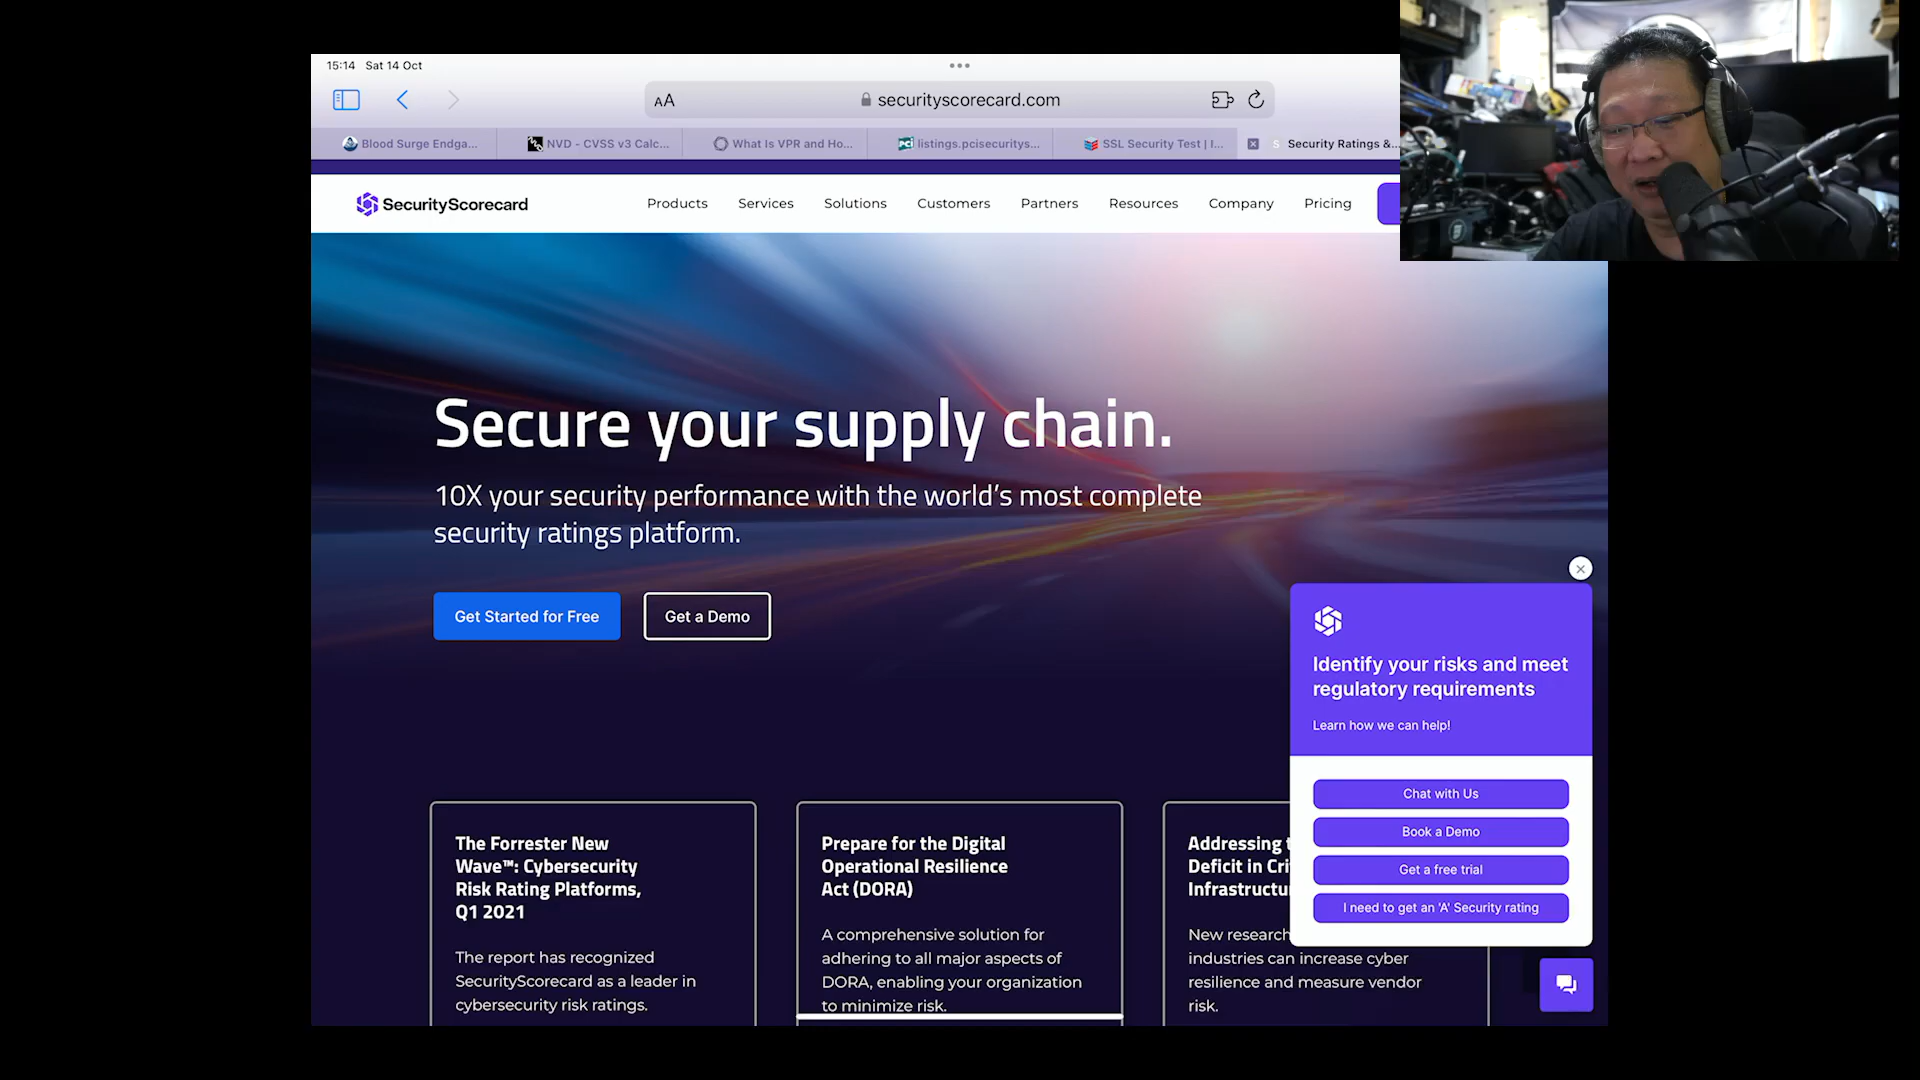 15:14 Sat 14 Oct
AA
securityscorecard.com
Blood Surge Endga...
NVD - CVSS v3 Calc...
What Is VPR and Ho...
listings.pcisecuritys...
SSL Security Test | I...
Security Ratings &...
SecurityScorecard
Products
Services
Solutions
Customers
Partners
Resources
Company
Pricing
Secure your supply chain.
10X your security performance with the world's most complete
security ratings platform.
Get Started for Free
Get a Demo
The Forrester New
Wave™: Cybersecurity
Risk Rating Platforms,
Q1 2021
The report has recognized
SecurityScorecard as a leader in
cybersecurity risk ratings.
Prepare for the Digital
Operational Resilience
Act (DORA)
A comprehensive solution for
adhering to all major aspects of
DORA, enabling your organization
to minimize risk.
Addressing
Deficit in
New research
industries can increase cyber
resilience and measure vendor
risk.
Identify your risks and meet
regulatory requirements
Learn how we can help!
Chat with Us
Book a Demo
Get a free trial
I need to get an 'A' Security rating